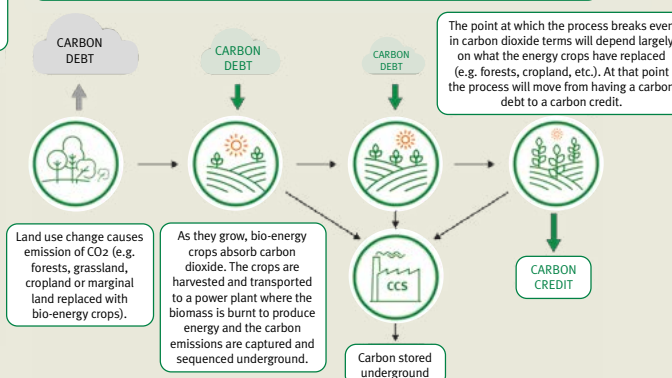 CARBON
DEBT
CARBON
DEBT
CARBON
DEBT
The point at which the process breaks even
in carbon dioxide terms will depend largely
on what the energy crops have replaced
(e.g. forests, cropland, etc.). At that point
the process will move from having a carbon
debt to a carbon credit.
Land use change causes
emission of CO2 (e.g.
forests, grassland,
cropland or marginal
land replaced with
bio-energy crops).
As they grow, bio-energy
crops absorb carbon
dioxide. The crops are
harvested and transported
to a power plant where the
biomass is burnt to produce
energy and the carbon
emissions are captured and
sequenced underground.
CCS
CARBON
CREDIT
Carbon stored
underground